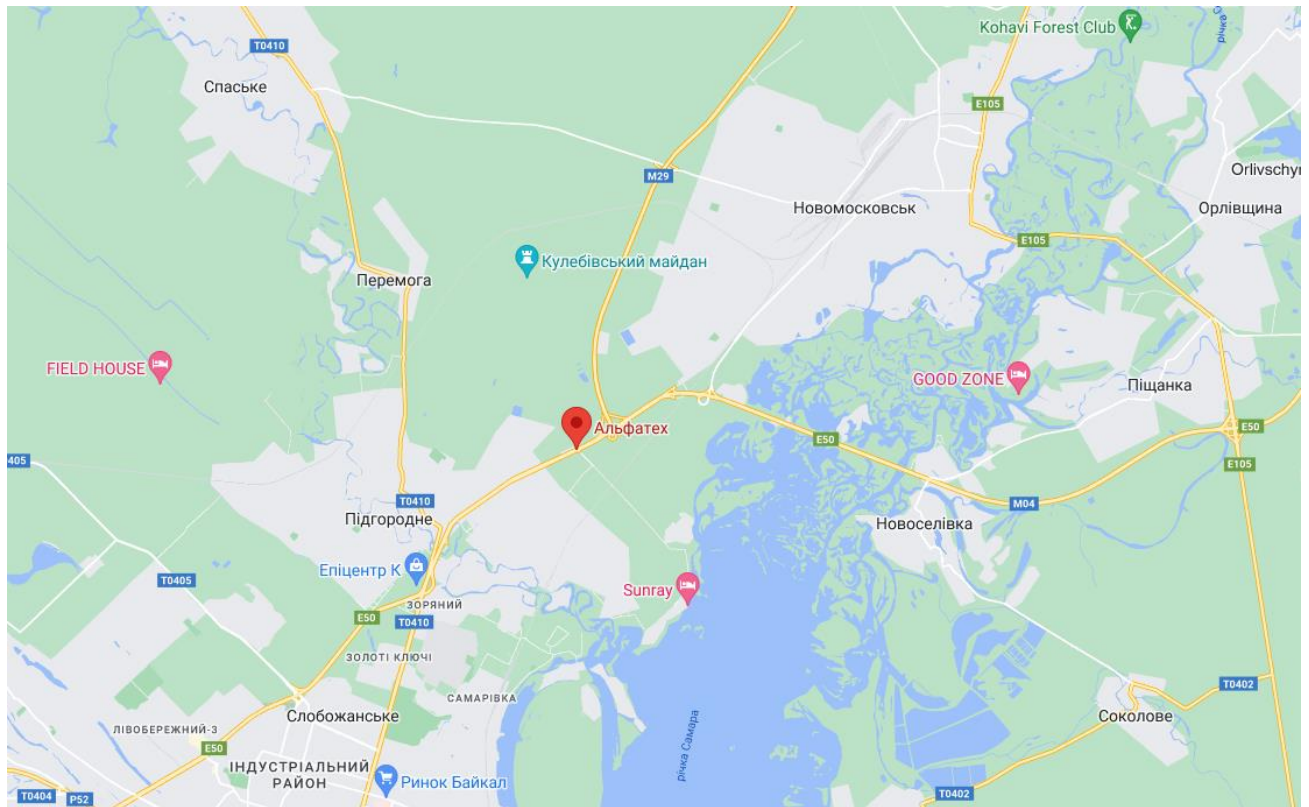 Kohavi Forest Club
річка С
T0410
Спаське
E105
M29
Orlivschyn
Новомосковськ
Орлівщина
E105
Кулебівський майдан
Перемога
FIELD HOUSE
GOOD ZONE
Піщанка
Альфатех
E50
E50
0405
E105
T0410
M04
Підгородне
Новоселівка
Епіцентр К
T0405
Sunray
ЗОРЯНИЙ
E50
T0410
ЗОЛОТІ КЛЮЧІ
T0402
САМАРІВКА
Слобожанське
Соколове
ЛІВОБЕРЕЖНИЙ-3
річка Самара
E50
ІНДУСТРІАЛЬНИЙ
РАЙОН
Ринок Байкал
T0404
P52
T0402